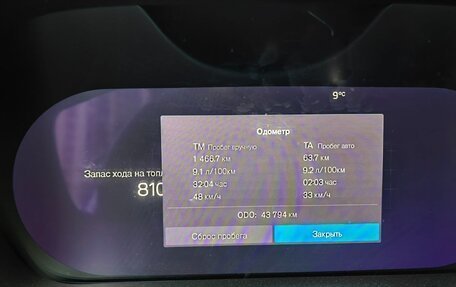 9°C
Одометр
TM Пробег вручную TA Пробег авто
1 466.7 км 63.7 км
Запас хода на топл
9.1 л/100км 9.2 л/100км
810
32:04 час 02:03 час
_48 км/ч 33 км/ч
ODO: 43 794 км
Сброс пробега Закрыть